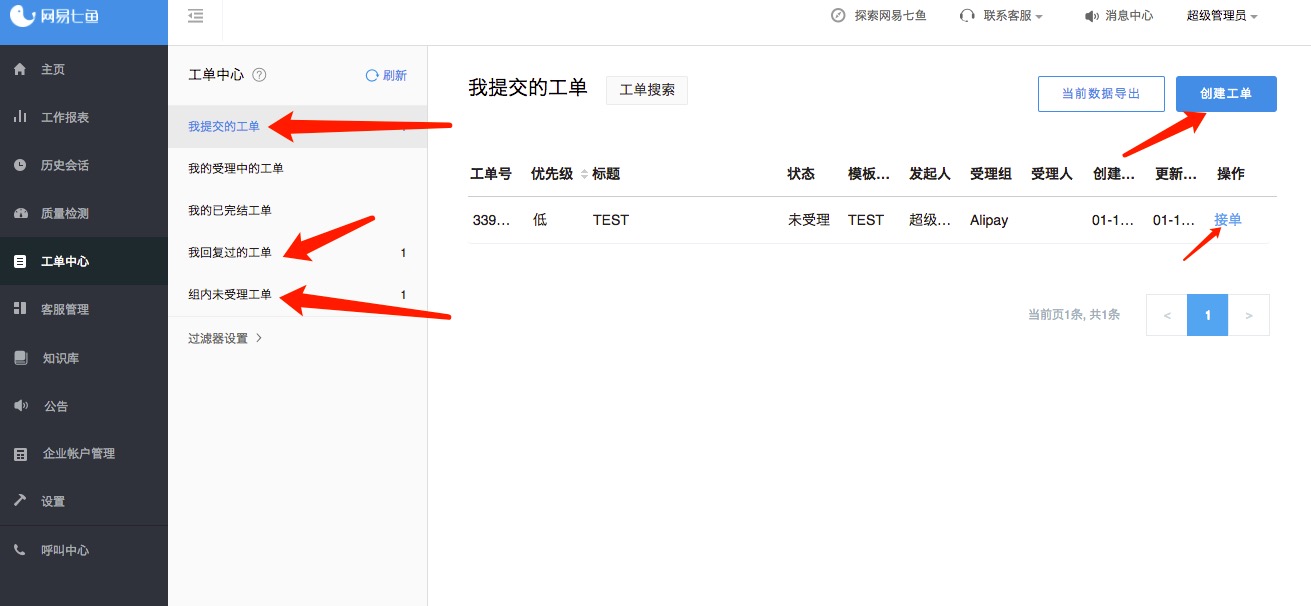 网易七鱼
探索网易七鱼 联系客服 消息中心 超级管理员
主页
工作报表
历史会话
质量检测
工单中心
客服管理
知识库
公告
企业帐户管理
设置
呼叫中心
工单中心 ? 刷新
我提交的工单
我的受理中的工单
我的已完结工单
我回复过的工单 1
组内未受理工单 1
过滤器设置 >
我提交的工单 工单搜索 当前数据导出 创建工单
工单号 优先级 标题 状态 模板... 发起人 受理组 受理人 创建... 更新... 操作
339... 低 TEST 未受理 TEST 超级... Alipay 01-1... 01-1... 接单
当前页1条, 共1条 < 1 >